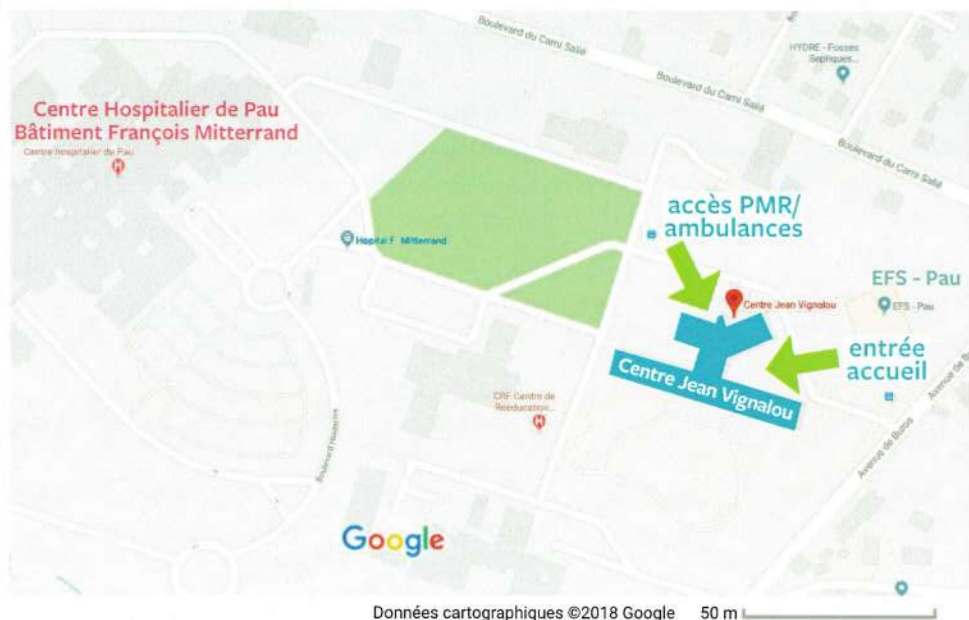 Boulevard du Cami Salié
HYDRE - Fosses
Septiques...
Boulevard du Cami Salié
Centre Hospitalier de Pau
Bâtiment François Mitterrand
Centre hospitalier de Pau
H
Boulevard du Cami Salié
accès PMR/
ambulances
Hopital F. Mitterrand
EFS - Pau
Centre Jean Vignalou
EFS - Pau
entrée
accueil
Centre Jean Vignalou
CRF Centre de
Rééducation...
H
Avenue de Buros
Avenue de B
Boulevard Hauterive
Google
Données cartographiques ©2018 Google 50 m